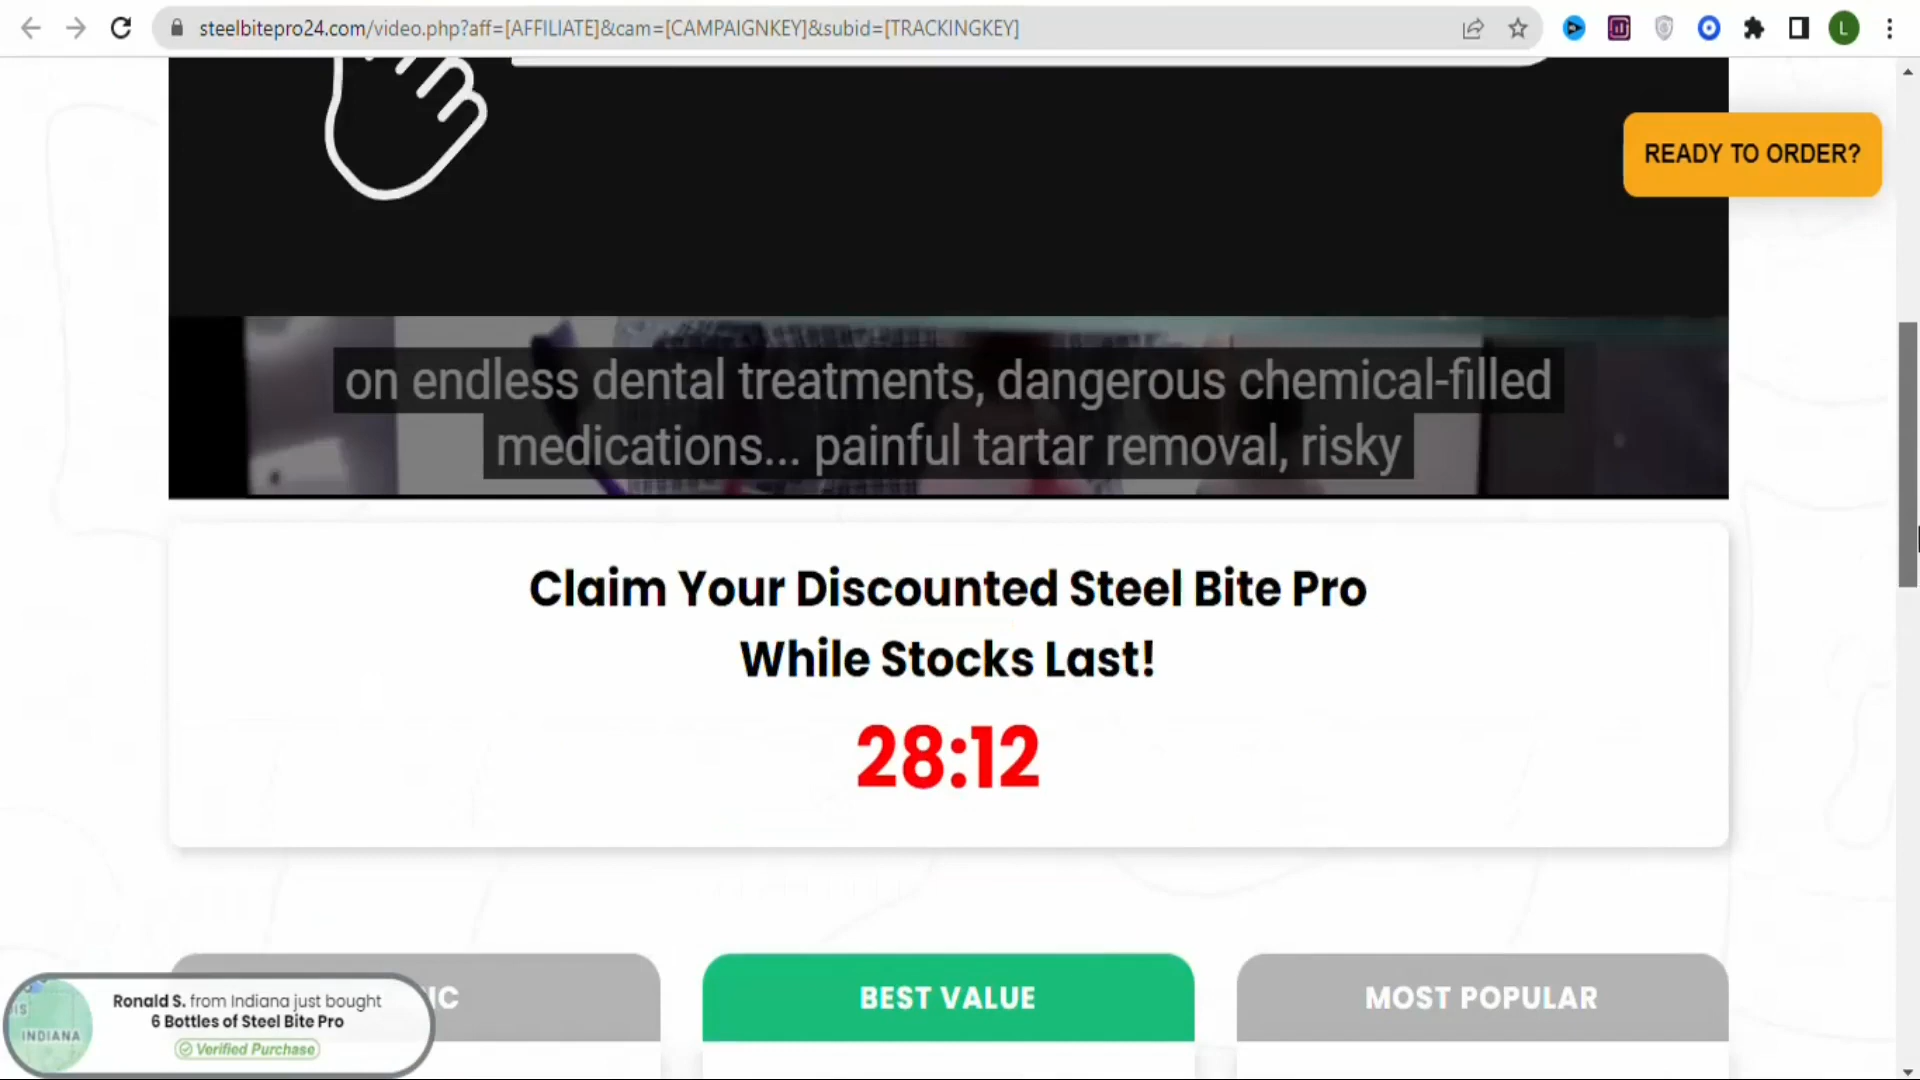 steelbitepro24.com/video.php?aff=[AFFILIATE]&cam=[CAMPAIGNKEY]&subid=[TRACKINGKEY]
L
READY TO ORDER?
on endless dental treatments, dangerous chemical-filled
medications... painful tartar removal, risky
Claim Your Discounted Steel Bite Pro
While Stocks Last!
28:12
BEST VALUE
MOST POPULAR
Ronald S. from Indiana just bought
6 Bottles of Steel Bite Pro
Verified Purchase
INDIANA